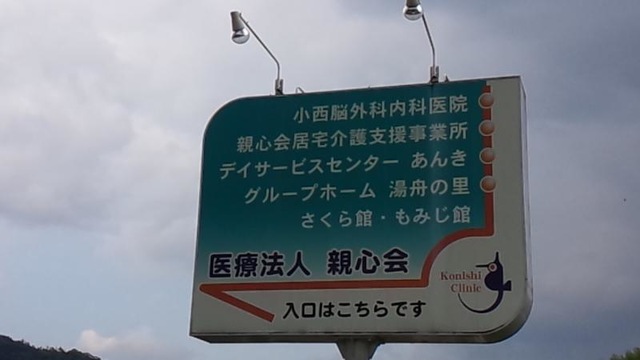 小西脳外科内科医院
親心会居宅介護支援事業所
デイサービスセンター あんき
グループホーム 湯舟の里
さくら館・もみじ館
医療法人 親心会
Konishi
Clinic
入口はこちらです